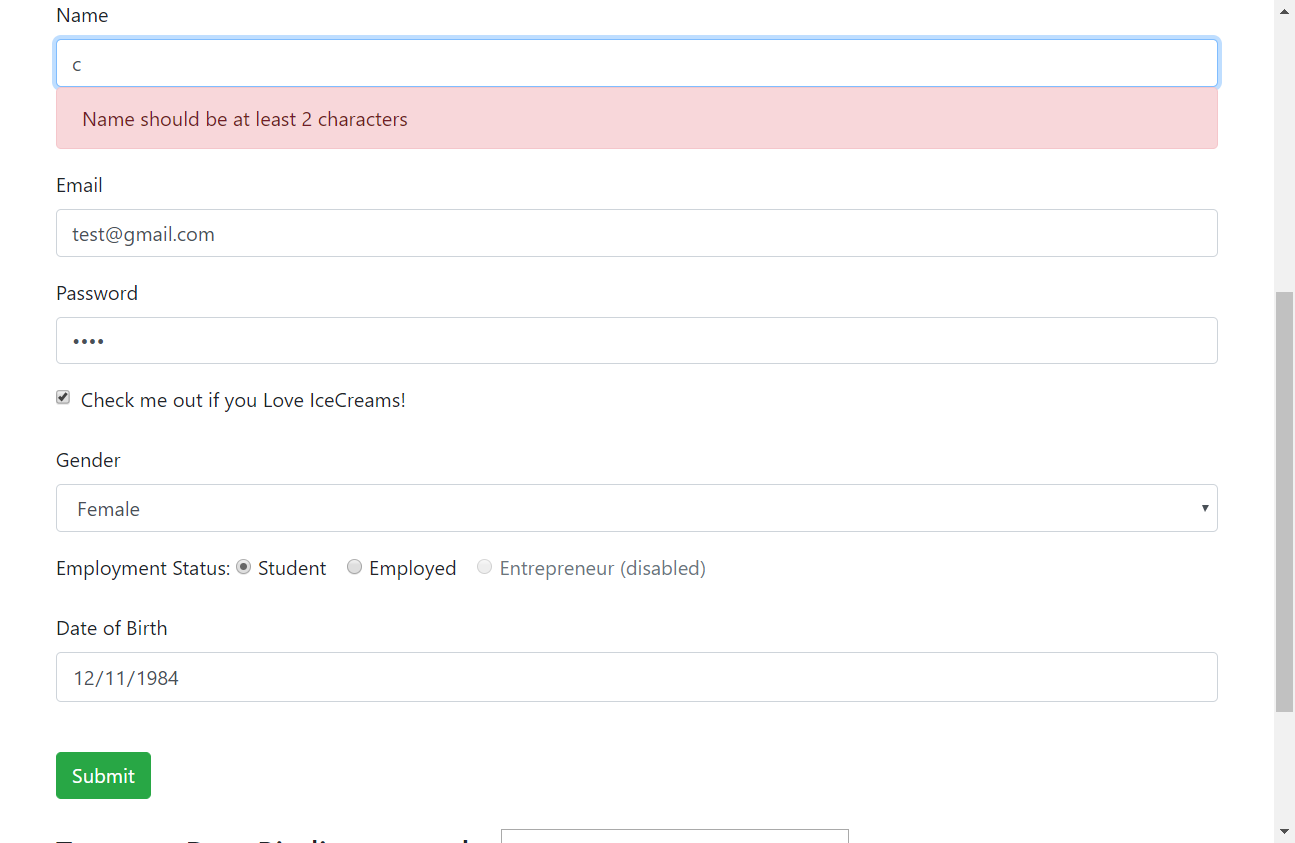 Name
c
Name should be at least 2 characters
Email
test@gmail.com
Password
••••
Check me out if you Love IceCreams!
Gender
Female
Employment Status: Student Employed Entrepreneur (disabled)
Date of Birth
12/11/1984
Submit